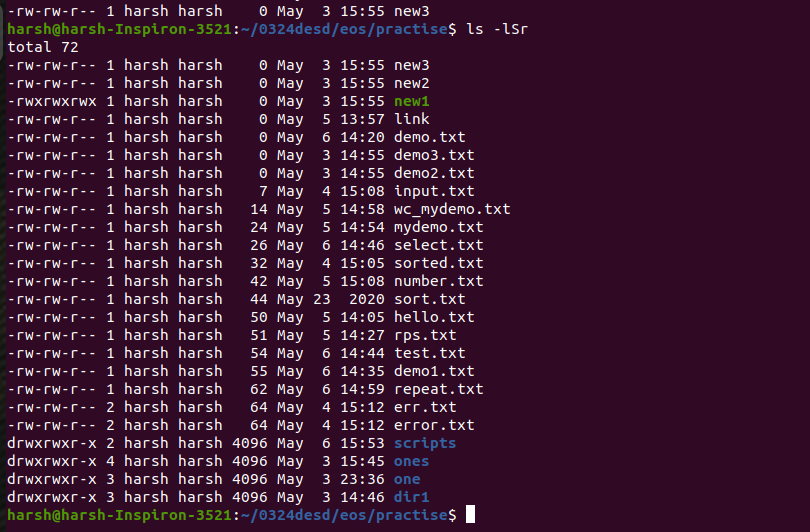 -rw-rw-r-- 1 harsh harsh    0 May  3 15:55 new3
harsh@harsh-Inspiron-3521:~/0324desd/eos/practise$ ls -lSr
total 72
-rw-rw-r-- 1 harsh harsh    0 May  3 15:55 new3
-rw-rw-r-- 1 harsh harsh    0 May  3 15:55 new2
-rwxrwxrwx 1 harsh harsh    0 May  3 15:55 new1
-rw-rw-r-- 1 harsh harsh    0 May  5 13:57 link
-rw-rw-r-- 1 harsh harsh    0 May  6 14:20 demo.txt
-rw-rw-r-- 1 harsh harsh    0 May  3 14:55 demo3.txt
-rw-rw-r-- 1 harsh harsh    0 May  3 14:55 demo2.txt
-rw-rw-r-- 1 harsh harsh    7 May  4 15:08 input.txt
-rw-rw-r-- 1 harsh harsh   14 May  5 14:58 wc_mydemo.txt
-rw-rw-r-- 1 harsh harsh   24 May  5 14:54 mydemo.txt
-rw-rw-r-- 1 harsh harsh   26 May  6 14:46 select.txt
-rw-rw-r-- 1 harsh harsh   32 May  4 15:05 sorted.txt
-rw-rw-r-- 1 harsh harsh   42 May  5 15:08 number.txt
-rw-rw-r-- 1 harsh harsh   44 May 23  2020 sort.txt
-rw-rw-r-- 1 harsh harsh   50 May  5 14:05 hello.txt
-rw-rw-r-- 1 harsh harsh   51 May  5 14:27 rps.txt
-rw-rw-r-- 1 harsh harsh   54 May  6 14:44 test.txt
-rw-rw-r-- 1 harsh harsh   55 May  6 14:35 demo1.txt
-rw-rw-r-- 1 harsh harsh   62 May  6 14:59 repeat.txt
-rw-rw-r-- 2 harsh harsh   64 May  4 15:12 err.txt
-rw-rw-r-- 2 harsh harsh   64 May  4 15:12 error.txt
drwxrwxr-x 2 harsh harsh 4096 May  6 15:53 scripts
drwxrwxr-x 4 harsh harsh 4096 May  3 15:45 ones
drwxrwxr-x 3 harsh harsh 4096 May  3 23:36 one
drwxrwxr-x 3 harsh harsh 4096 May  3 14:46 dir1
harsh@harsh-Inspiron-3521:~/0324desd/eos/practise$